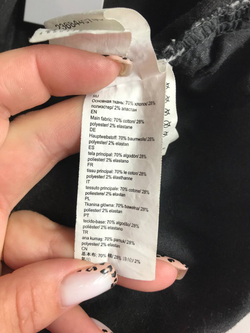 Основная ткань: 70% хлопок/ 28%
полиэстер/ 2% эластан
EN
Main fabric: 70% cotton/ 28%
polyester/ 2% elastane
DE
Hauptwebstoff: 70% baumwolle/ 28%
polyester/ 2% elastan
ES
tela principal: 70% algodón/ 28%
poliéster/ 2% elastano
FR
tissu principal: 70% coton/ 28%
polyester/ 2% élasthanne
IT
tessuto principale: 70% cotone/ 28%
poliestere/ 2% elastan
PL
Tkanina główna: 70% bawełna/ 28%
poliester/ 2% elastan
PT
tecido base: 70% algodão/ 28%
poliéster/ 2% elastano
TR
ana kumaş: 70% pamuk/ 28%
polyester/ 2% elastan
CN